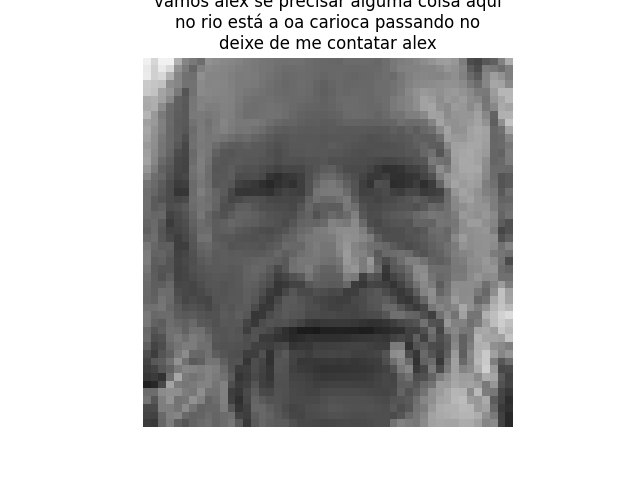 vamos alex se precisar alguma coisa aqui
no rio está a oa carioca passando no
deixe de me contatar alex